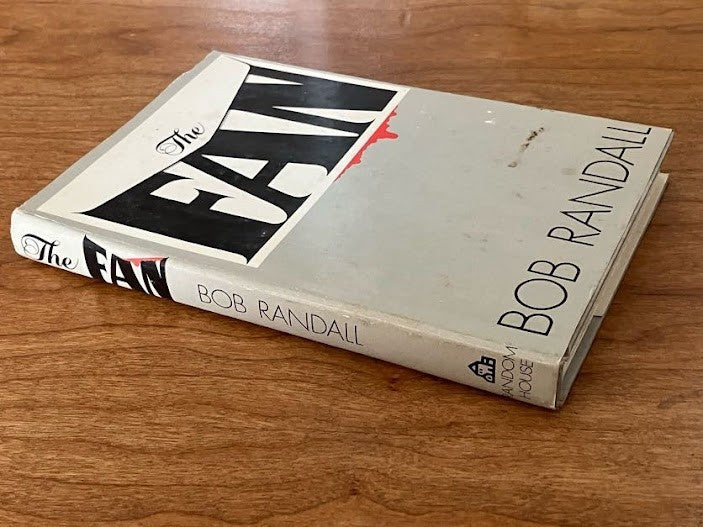 The
FAN
BOB RANDALL
The FAN BOB RANDALL
RANDOM
HOUSE